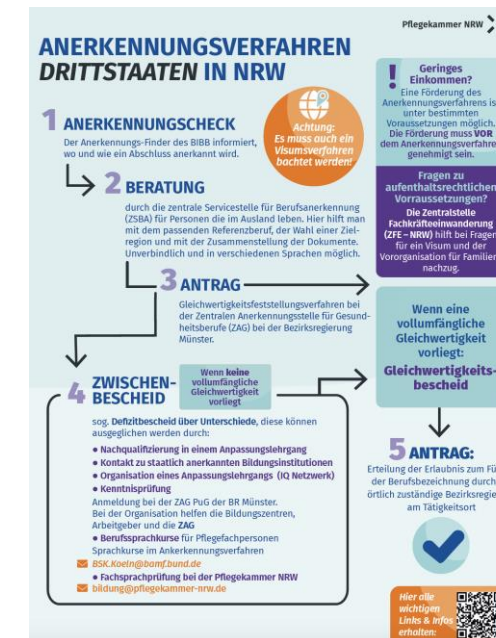 Pflegekammer NRW
ANERKENNUNGSVERFAHREN
DRITTSTAATEN IN NRW
1 ANERKENNUNGSCHECK
Der Anerkennungs-Finder des BIBB informiert,
wo und wie ein Abschluss anerkannt wird.
Achtung:
Es muss auch ein
Visumsverfahren
bachtet werden!
!
Geringes
Einkommen?
Eine Förderung des
Anerkennungsverfahrens is
unter bestimmten
Voraussetzungen möglich.
Die Förderung muss VOR
dem Anerkennungsverfahre
genehmigt sein.
Fragen zu
aufenthaltsrechtlichen
Vorraussetzungen?
Die Zentralstelle
Fachkräfteeinwanderung
(ZFE – NRW) hilft bei Fragen
für ein Visum und der
Vororganisation für Familien
nachzug.
2 BERATUNG
durch die zentrale Servicestelle für Berufsanerkennung
(ZSBA) für Personen die im Ausland leben. Hier hilft man
mit dem passenden Referenzberuf, der Wahl einer Ziel-
region und mit der Zusammenstellung der Dokumente.
Unverbindlich und in verschiedenen Sprachen möglich.
3 ANTRAG
Gleichwertigkeitsfeststellungsverfahren bei
der Zentralen Anerkennungsstelle für Gesund-
heitsberufe (ZAG) bei der Bezirksregierung
Münster.
Wenn eine
vollumfängliche
Gleichwertigkeit
vorliegt:
Gleichwertigkeits-
bescheid
4 ZWISCHEN-
BESCHEID
Wenn keine
vollumfängliche
Gleichwertigkeit
vorliegt
sog. Defizitbescheid über Unterschiede, diese können
ausgeglichen werden durch:
● Nachqualifizierung in einem Anpassungslehrgang
● Kontakt zu staatlich anerkannten Bildungsinstitutionen
● Organisation eines Anpassungslehrgangs (IQ Netzwerk)
● Kenntnisprüfung
Anmeldung bei der ZAG PuG der BR Münster.
Bei der Organisation helfen die Bildungszentren,
Arbeitgeber und die ZAG
● Berufssprachkurse für Pflegefachpersonen
Sprachkurse im Ankerkennungsverfahren
BSK.Koeln@bamf.bund.de
● Fachsprachprüfung bei der Pflegekammer NRW
bildung@pflegekammer-nrw.de
5 ANTRAG:
Erteilung der Erlaubnis zum Fü
der Berufsbezeichnung durch
örtlich zuständige Bezirksregie
am Tätigkeitsort
Hier alle
wichtigen
Links & Infos
erhalten: